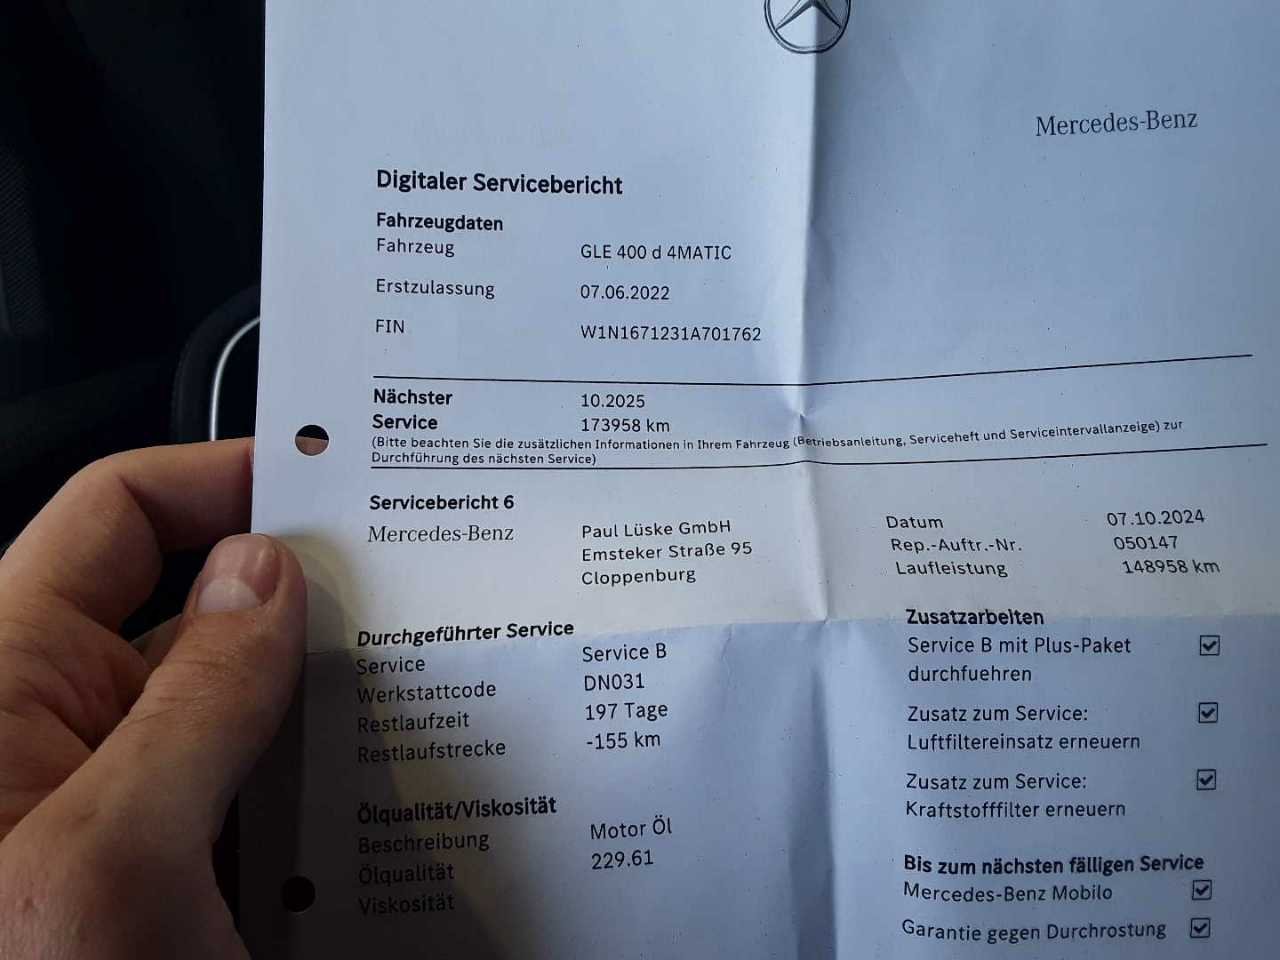 Mercedes-Benz
Digitaler Servicebericht
Fahrzeugdaten
Fahrzeug GLE 400 d 4MATIC
Erstzulassung 07.06.2022
FIN W1N1671231A701762
Nächster 10.2025
Service 173958 km
(Bitte beachten Sie die zusätzlichen Informationen in Ihrem Fahrzeug (Betriebsanleitung, Serviceheft und Serviceintervallanzeige) zur
Durchführung des nächsten Service)
Servicebericht 6
Mercedes-Benz Paul Lüske GmbH
Emsteker Straße 95
Cloppenburg
Datum 07.10.2024
Rep.-Auftr.-Nr. 050147
Laufleistung 148958 km
Durchgeführter Service
Service Service B
Werkstattcode DN031
Restlaufzeit 197 Tage
Restlaufstrecke -155 km
Ölqualität/Viskosität
Beschreibung Motor Öl
Ölqualität 229.61
Viskosität
Zusatzarbeiten
Service B mit Plus-Paket
durchfuehren
Zusatz zum Service:
Luftfiltereinsatz erneuern
Zusatz zum Service:
Kraftstofffilter erneuern
Bis zum nächsten fälligen Service
Mercedes-Benz Mobilo
Garantie gegen Durchrostung